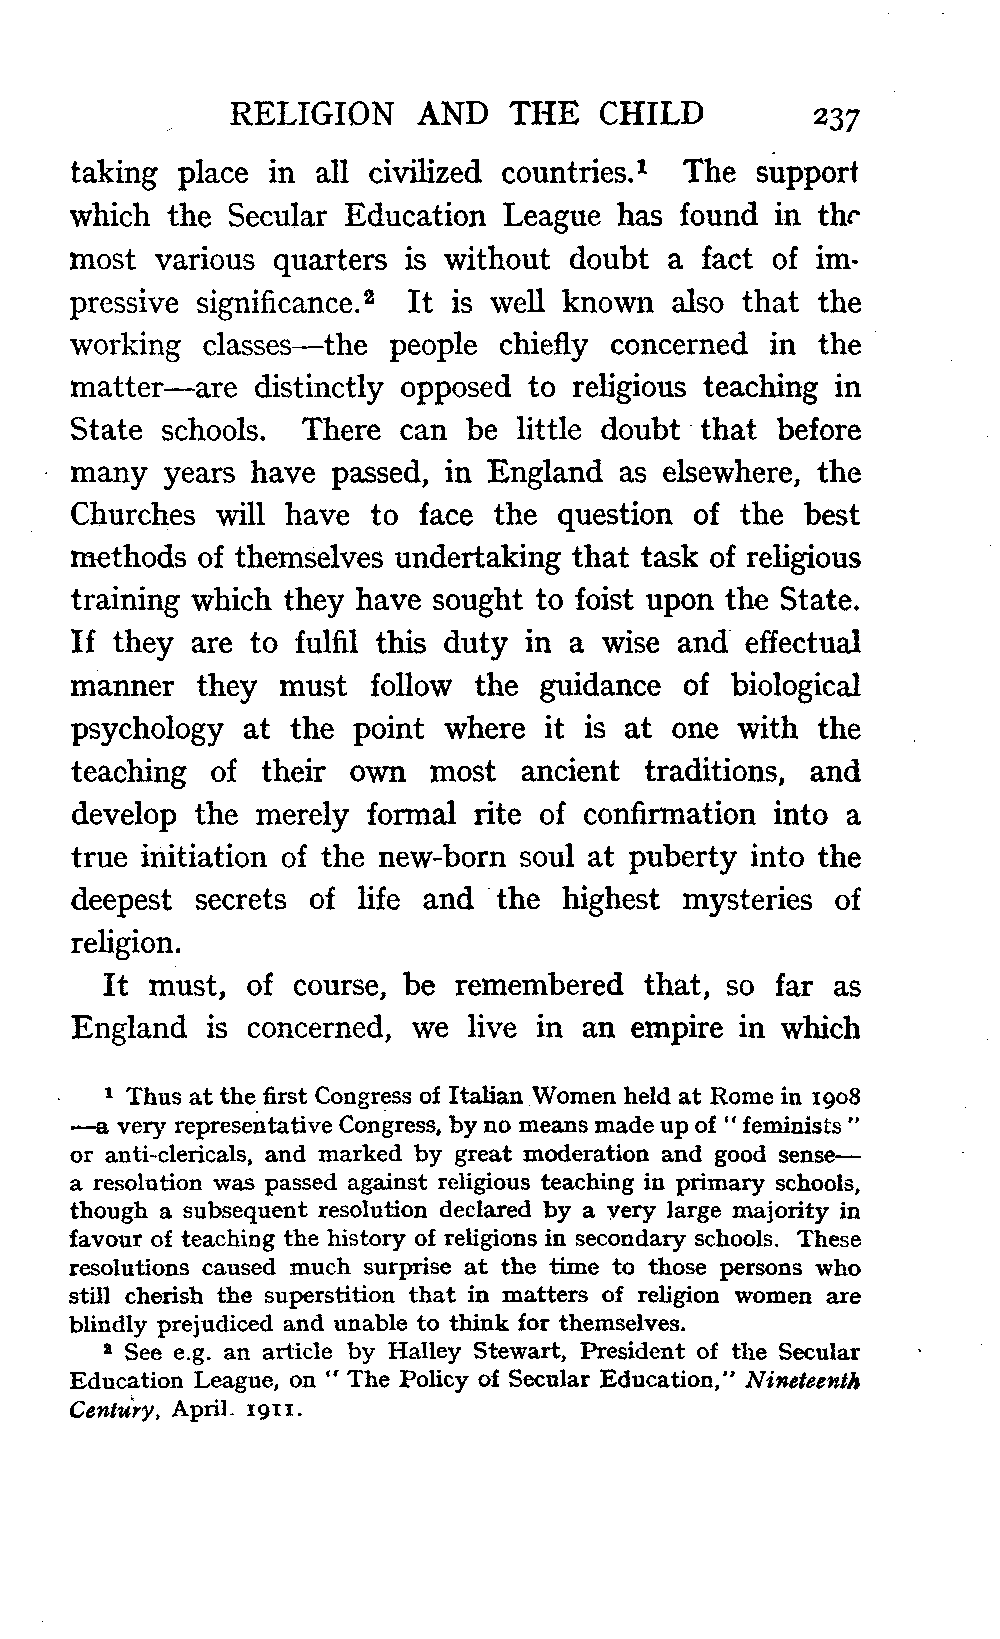 RELIGION AND THE CHILD 237
taking place in all civilized countries.¹ The support
which the Secular Education League has found in the
most various quarters is without doubt a fact of im-
pressive significance.² It is well known also that the
working classes—the people chiefly concerned in the
matter—are distinctly opposed to religious teaching in
State schools. There can be little doubt that before
many years have passed, in England as elsewhere, the
Churches will have to face the question of the best
methods of themselves undertaking that task of religious
training which they have sought to foist upon the State.
If they are to fulfil this duty in a wise and effectual
manner they must follow the guidance of biological
psychology at the point where it is at one with the
teaching of their own most ancient traditions, and
develop the merely formal rite of confirmation into a
true initiation of the new-born soul at puberty into the
deepest secrets of life and the highest mysteries of
religion.
It must, of course, be remembered that, so far as
England is concerned, we live in an empire in which
¹ Thus at the first Congress of Italian Women held at Rome in 1908
—a very representative Congress, by no means made up of "feminists"
or anti-clericals, and marked by great moderation and good sense—
a resolution was passed against religious teaching in primary schools,
though a subsequent resolution declared by a very large majority in
favour of teaching the history of religions in secondary schools. These
resolutions caused much surprise at the time to those persons who
still cherish the superstition that in matters of religion women are
blindly prejudiced and unable to think for themselves.
² See e.g. an article by Halley Stewart, President of the Secular
Education League, on "The Policy of Secular Education," Nineteenth
Century, April. 1911.